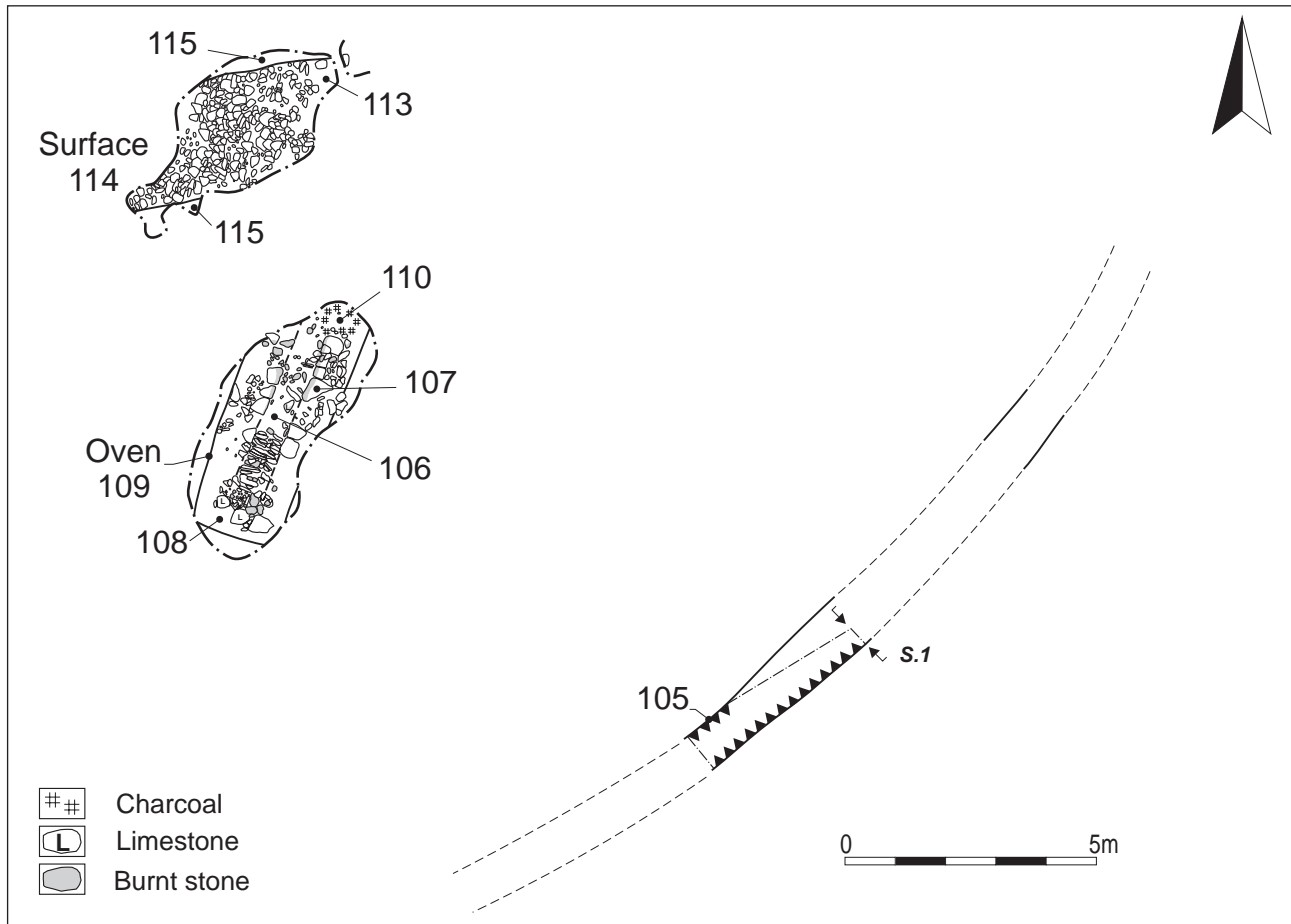 115
113
Surface
114
115
110
107
Oven
109
106
108
105
S.1
Charcoal
L Limestone
Burnt stone
0 5m
L
L